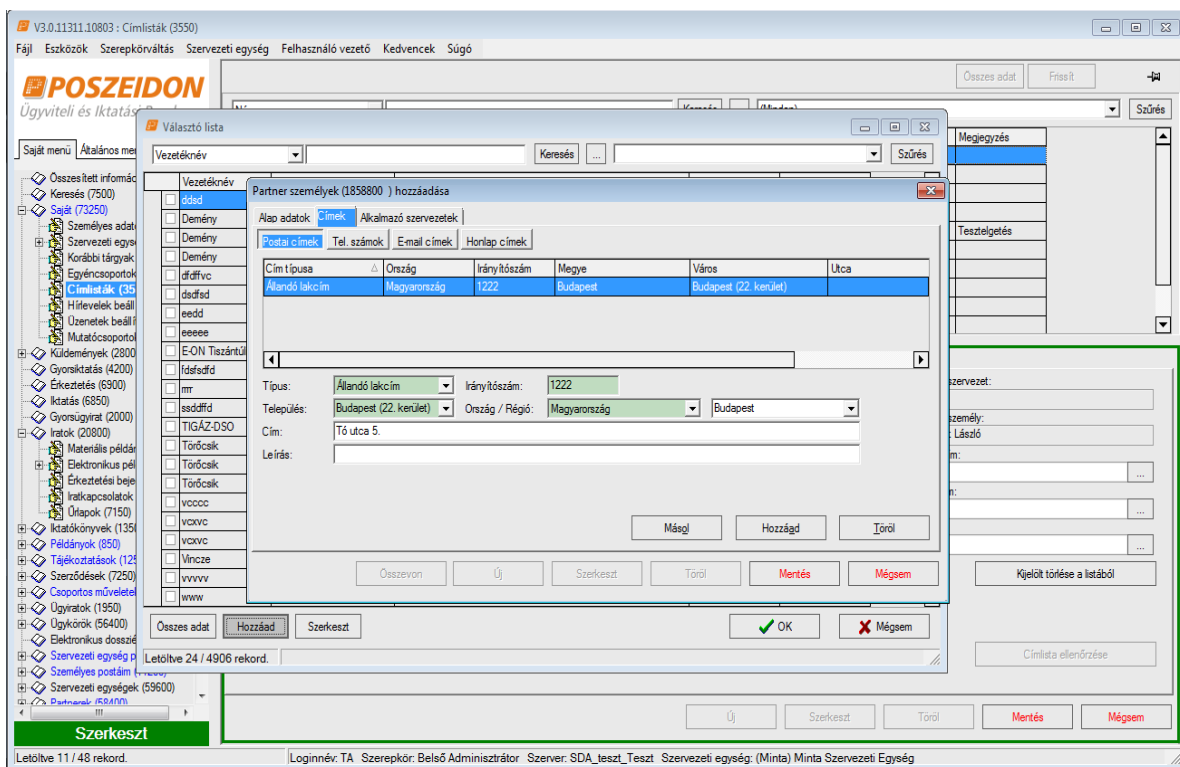 V3.0.11311.10803 : Címlisták (3550)
Fájl Eszközök Szerepkörváltás Szervezeti egység Felhasználó vezető Kedvencek Súgó
POSZEIDON
Ügyviteli és Iktatási
Összes adat Frissít
Keresés ... (Minden) Szűrés
Saját menü Általános me
Megjegyzés
Tesztelgetés
Összesített informác
Keresés (7500)
Saját (73250)
Személyes adat
Szervezeti egys
Korábbi tárgyak
Egyéncsoportok
Címlisták (35
Hírlevelek beáll
Üzenetek beállí
Mutatócsoportok
Küldemények (2800
Gyorsiktatás (4200)
Érkeztetés (6900)
Iktatás (6850)
Gyorsügyirat (2000)
Iratok (20800)
Materiális példár
Elektronikus pél
Érkeztetési beje
Iratkapcsolatok
Űrlapok (7150)
Iktatókönyvek (1350
Példányok (850)
Tájékoztatások (125
Szerződések (7250)
Csoportos művelete
Ügyiratok (1950)
Ügykörök (56400)
Elektronikus dosszié
Szervezeti egység p
Személyes postáim
Szervezeti egységek (59600)
Partnerek (58400)
Szerkeszt
Választó lista
Vezetéknév Keresés ... Szűrés
Vezetéknév
ddsd
Demény
Demény
Demény
dfdffvc
dsdfsd
eedd
eeeee
E-ON Tiszántúl
fdsfsdfd
rrrr
ssddffd
TIGÁZ-DSO
Törőcsik
Törőcsik
Törőcsik
vcccc
vcxvc
vcxvc
Vincze
vvvvv
www
Összes adat Hozzáad Szerkeszt OK Mégsem
Letöltve 24 / 4906 rekord.
Partner személyek (1858800 ) hozzáadása
Alap adatok Címek Alkalmazó szervezetek
Postai címek Tel. számok E-mail címek Honlap címek
Cím típusa Ország Irányítószám Megye Város Utca
Állandó lakcím Magyarország 1222 Budapest Budapest (22. kerület)
Típus: Állandó lakcím Irányítószám: 1222
Település: Budapest (22. kerület) Ország / Régió: Magyarország Budapest
Cím: Tó utca 5.
Leírás:
Másol Hozzáad Töröl
Összevon Új Szerkeszt Töröl Mentés Mégsem
szervezet:
személy:
László
...
...
...
Kijelölt törlése a listából
Címlista ellenőrzése
Új Szerkeszt Töröl Mentés Mégsem
Letöltve 11 / 48 rekord. Loginnév: TA Szerepkör: Belső Adminisztrátor Szerver: SDA_teszt_Teszt Szervezeti egység: (Minta) Minta Szervezeti Egység